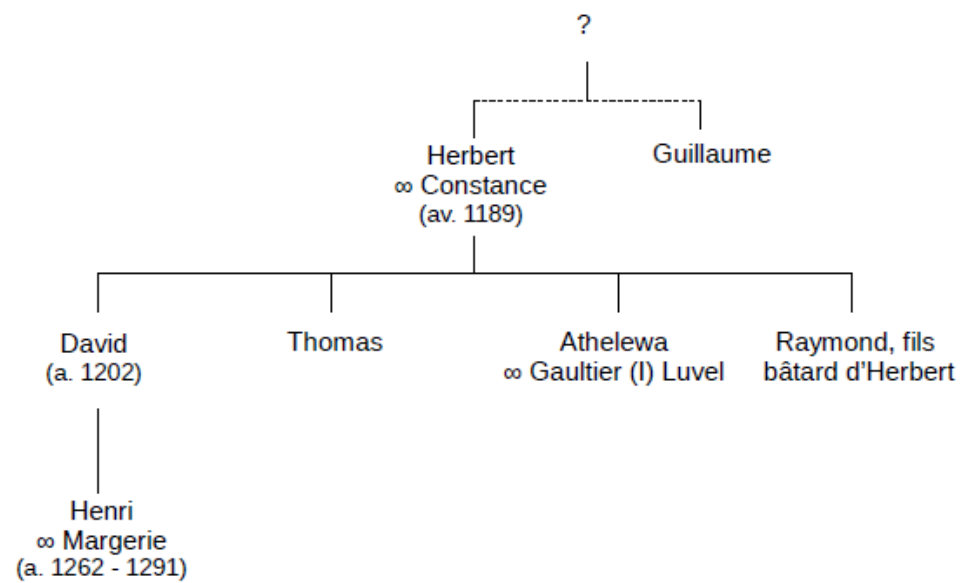 ?
Herbert
∞ Constance
(av. 1189)
Guillaume
David
(a. 1202)
Thomas
Athelewa
∞ Gaultier (I) Luvel
Raymond, fils
bâtard d’Herbert
Henri
∞ Margerie
(a. 1262 - 1291)